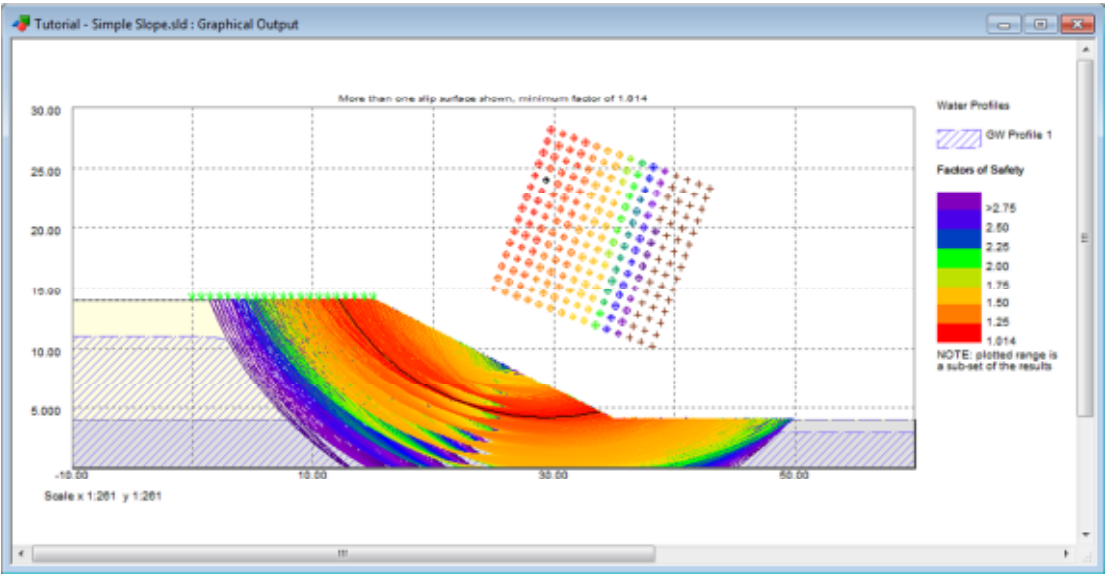 Tutorial - Simple Slope.sld : Graphical Output
More than one slip surface shown, minimum factor of 1.014
30.00
25.00
20.00
15.00
10.00
5.000
-10.00 10.00 30.00 50.00
Scale x 1:261 y 1:261
Water Profiles
GW Profile 1
Factors of Safety
>2.75
2.50
2.25
2.00
1.75
1.50
1.25
1.014
NOTE: plotted range is
a sub-set of the results